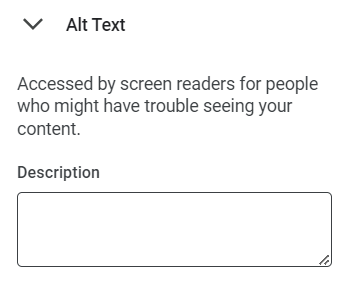 Alt Text
Accessed by screen readers for people
who might have trouble seeing your
content.
Description